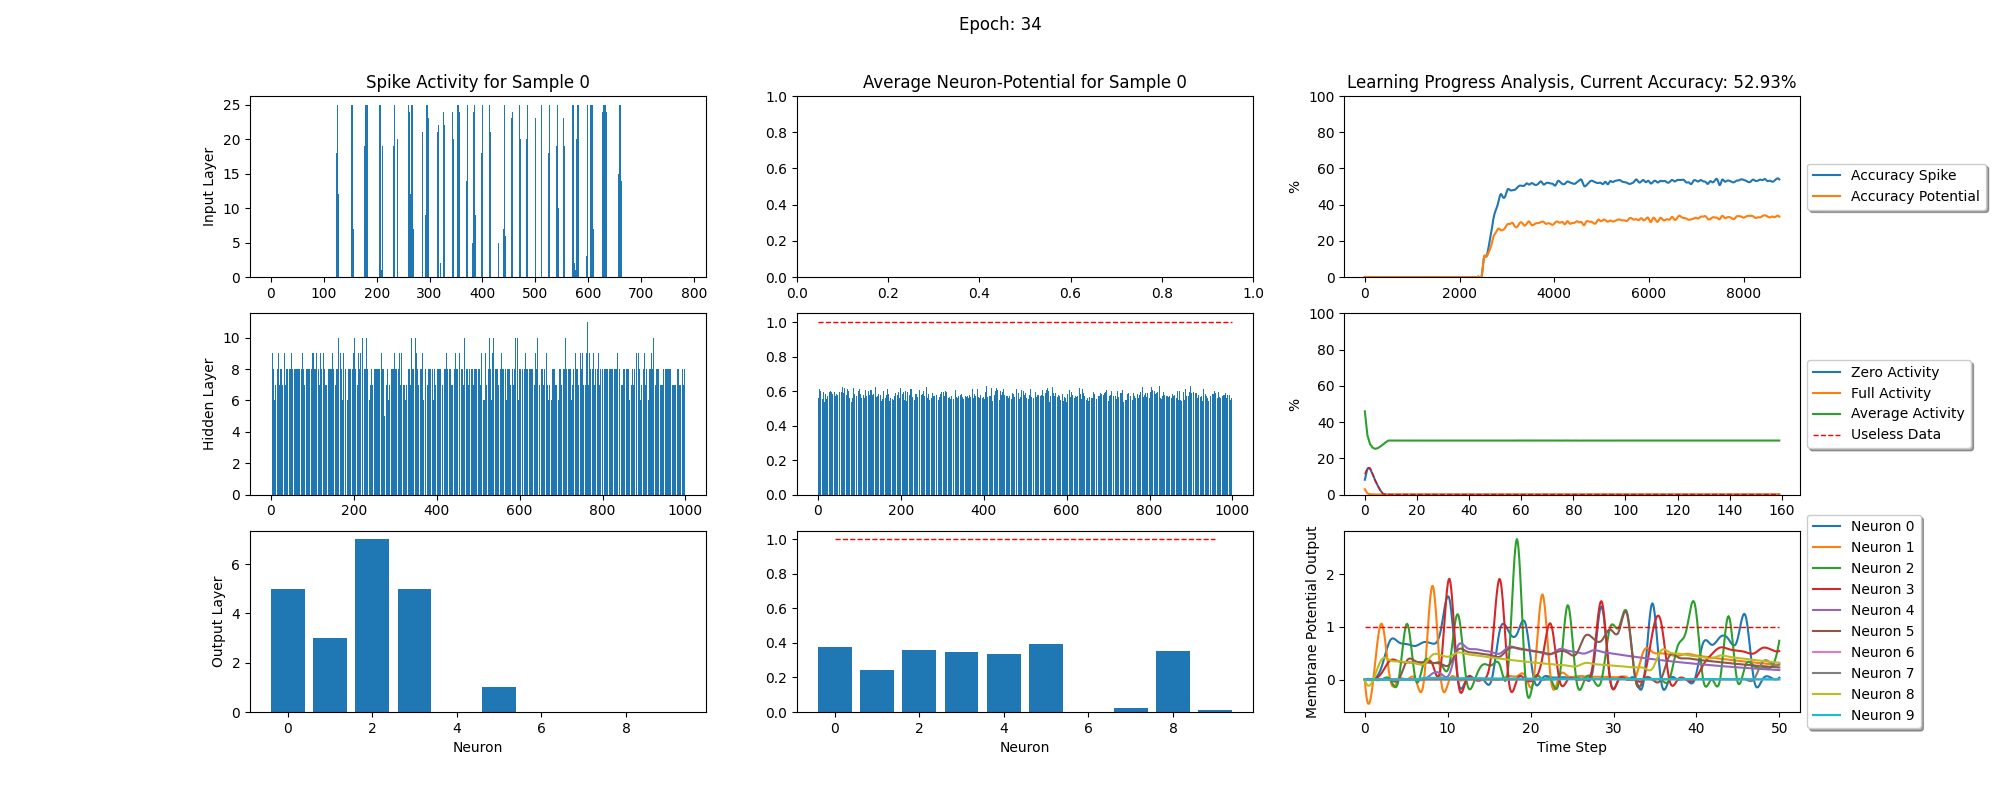 Epoch: 34
Spike Activity for Sample 0
Average Neuron-Potential for Sample 0
Learning Progress Analysis, Current Accuracy: 52.93%
Input Layer
25
20
15
10
5
0
0 100 200 300 400 500 600 700 800
1.0
0.8
0.6
0.4
0.2
0.0
0.0 0.2 0.4 0.6 0.8 1.0
%
100
80
60
40
20
0
0 2000 4000 6000 8000
Accuracy Spike
Accuracy Potential
Hidden Layer
10
8
6
4
2
0
0 200 400 600 800 1000
1.0
0.8
0.6
0.4
0.2
0.0
0 200 400 600 800 1000
%
100
80
60
40
20
0
0 20 40 60 80 100 120 140 160
Zero Activity
Full Activity
Average Activity
Useless Data
Output Layer
6
4
2
0
0 2 4 6 8
Neuron
1.0
0.8
0.6
0.4
0.2
0.0
0 2 4 6 8
Neuron
Membrane Potential Output
2
1
0
0 10 20 30 40 50
Time Step
Neuron 0
Neuron 1
Neuron 2
Neuron 3
Neuron 4
Neuron 5
Neuron 6
Neuron 7
Neuron 8
Neuron 9